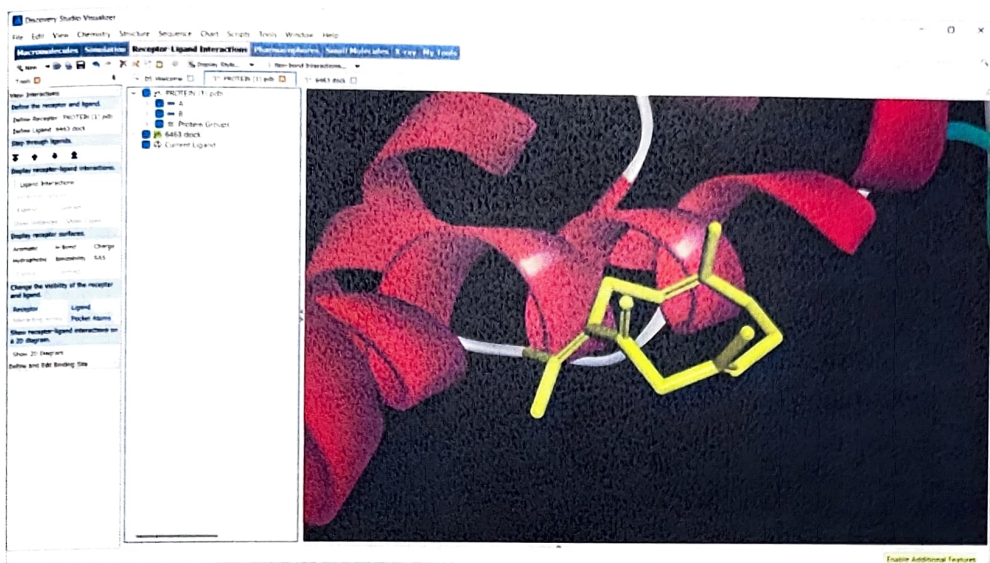 Discovery Studio Visualizer
File Edit View Chemistry Structure Sequence Chart Scripts Tools Window Help
Macromolecules Simulation Receptor-Ligand Interactions Pharmacophores Small Molecules X-ray My Tools
New Display Style... Non-bond Interactions...
Tools Welcome PROTEIN (1).pdb 6463 dock
View Interactions
Define the receptor and ligand.
Define Receptor: PROTEIN (1).pdb
Define Ligand: 6463 dock
Step through ligands.
Display receptor-ligand interactions.
Ligand Interactions
Display receptor surfaces.
Aromatic H-Bond Charge
Hydrophobic Ionizability SAS
Change the visibility of the receptor
and ligand.
Receptor Ligand
Pocket Atoms
Show receptor-ligand interactions on
a 2D diagram.
Show 2D Diagram
Define and Edit Binding Site
PROTEIN (1).pdb
A
B
Protein Groups
6463 dock
Current Ligand
Enable Additional Features